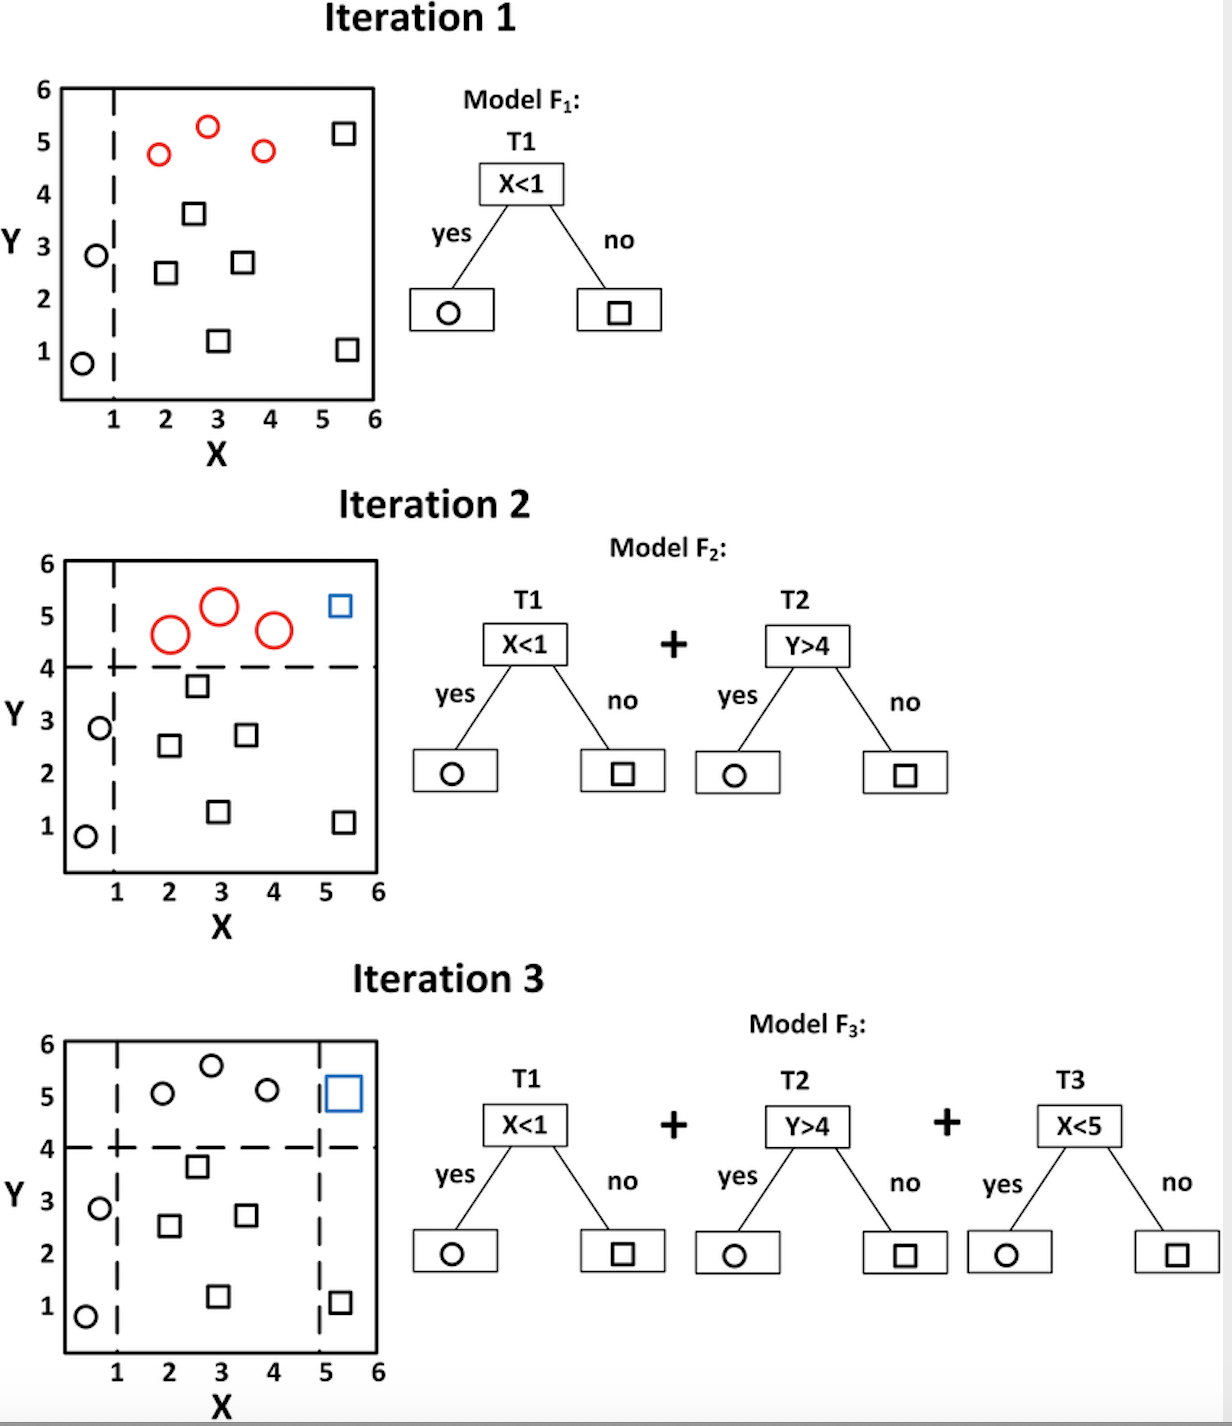 Iteration 1
Model F₁:
T1
X<1
yes
no
6
5
4
3
2
1
Y
1 2 3 4 5 6
X
Iteration 2
Model F₂:
T1
X<1
yes
no
+
T2
Y>4
yes
no
6
5
4
3
2
1
Y
1 2 3 4 5 6
X
Iteration 3
Model F₃:
T1
X<1
yes
no
+
T2
Y>4
yes
no
+
T3
X<5
yes
no
6
5
4
3
2
1
Y
1 2 3 4 5 6
X